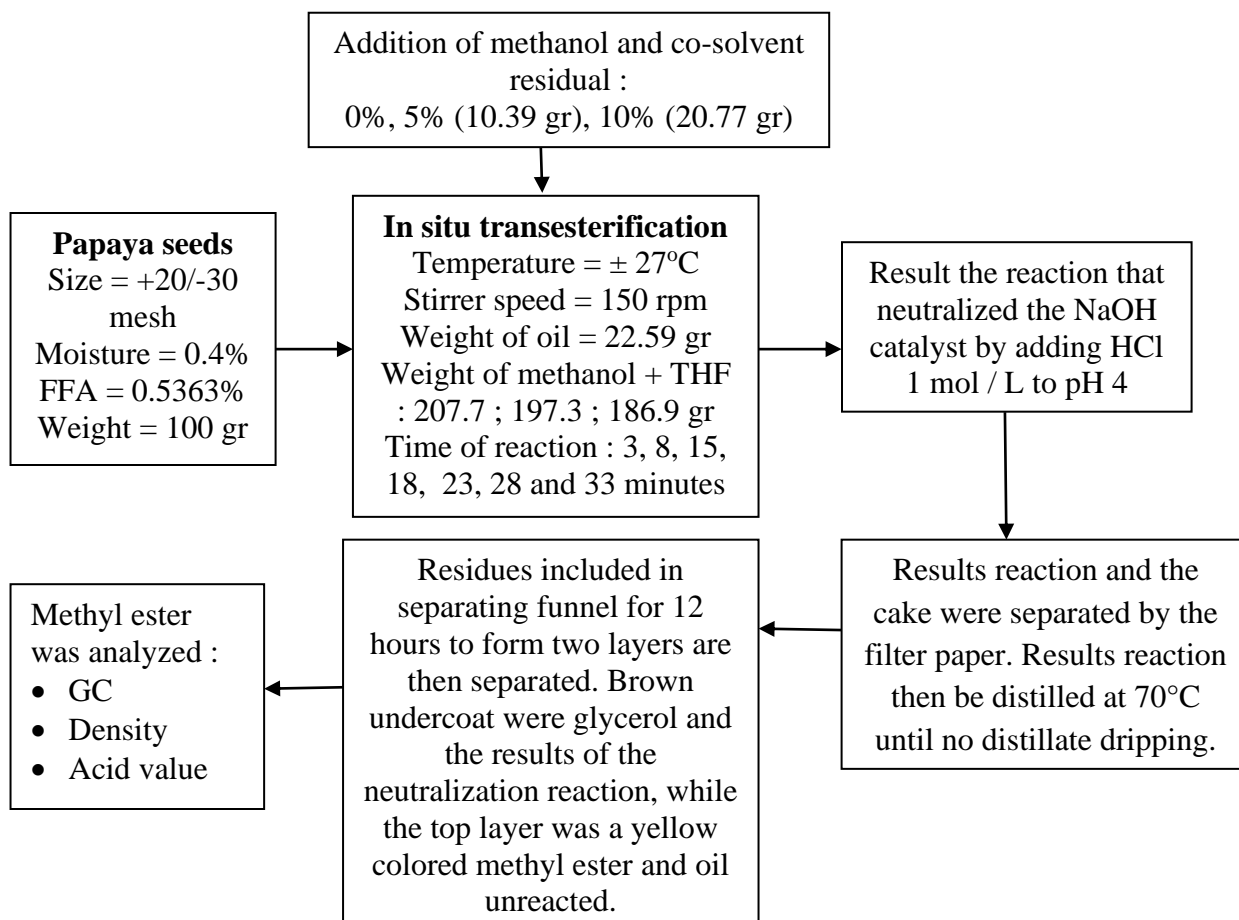 Addition of methanol and co-solvent
residual :
0%, 5% (10.39 gr), 10% (20.77 gr)
Papaya seeds
Size = +20/-30
mesh
Moisture = 0.4%
FFA = 0.5363%
Weight = 100 gr
In situ transesterification
Temperature = ± 27°C
Stirrer speed = 150 rpm
Weight of oil = 22.59 gr
Weight of methanol + THF
: 207.7 ; 197.3 ; 186.9 gr
Time of reaction : 3, 8, 15,
18, 23, 28 and 33 minutes
Result the reaction that
neutralized the NaOH
catalyst by adding HCl
1 mol / L to pH 4
Results reaction and the
cake were separated by the
filter paper. Results reaction
then be distilled at 70°C
until no distillate dripping.
Residues included in
separating funnel for 12
hours to form two layers are
then separated. Brown
undercoat were glycerol and
the results of the
neutralization reaction, while
the top layer was a yellow
colored methyl ester and oil
unreacted.
Methyl ester
was analyzed :
• GC
• Density
• Acid value